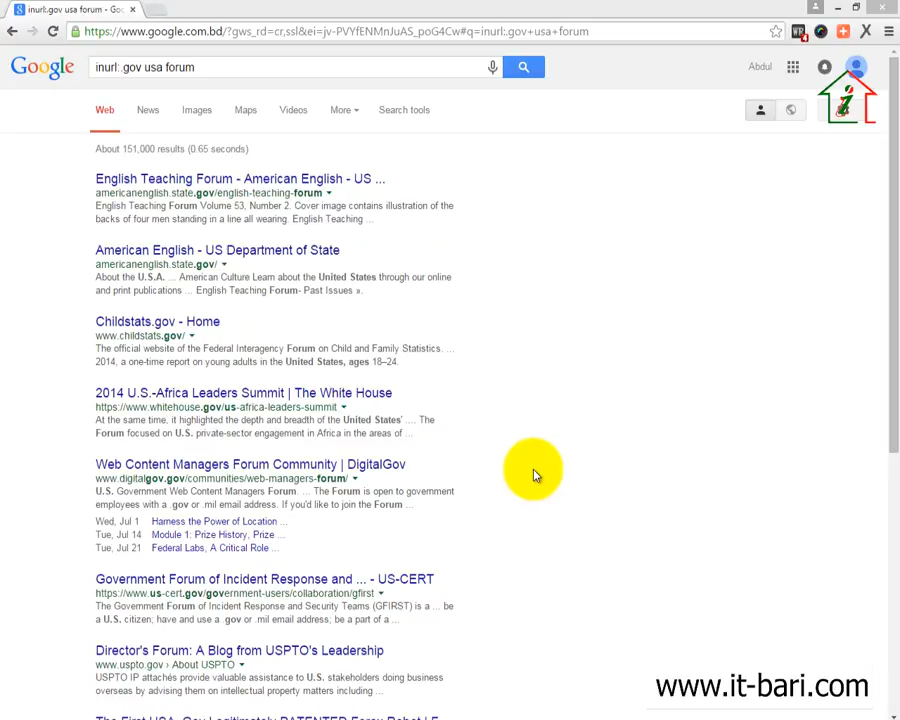 inurl:.gov usa forum - Goo
https://www.google.com.bd/?gws_rd=cr,ssl&ei=jv-PVYfENMnJuAS_poG4Cw#q=inurl:.gov+usa+forum
Google
inurl:.gov usa forum
Abdul
Web News Images Maps Videos More Search tools
About 151,000 results (0.65 seconds)
English Teaching Forum - American English - US ...
americanenglish.state.gov/english-teaching-forum
English Teaching Forum Volume 53, Number 2. Cover image contains illustration of the
backs of four men standing in a line all wearing. English Teaching ...
American English - US Department of State
americanenglish.state.gov/
About the U.S.A. ... American Culture Learn about the United States through our online
and print publications ... English Teaching Forum- Past Issues ».
Childstats.gov - Home
www.childstats.gov/
The official website of the Federal Interagency Forum on Child and Family Statistics. ...
2014, a one-time report on young adults in the United States, ages 18–24.
2014 U.S.-Africa Leaders Summit | The White House
https://www.whitehouse.gov/us-africa-leaders-summit
At the same time, it highlighted the depth and breadth of the United States' .... The
Forum focused on U.S. private-sector engagement in Africa in the areas of ...
Web Content Managers Forum Community | DigitalGov
www.digitalgov.gov/communities/web-managers-forum/
U.S. Government Web Content Managers Forum. ... The Forum is open to government
employees with a .gov or .mil email address. If you'd like to join the Forum ...
Wed, Jul 1 Harness the Power of Location ...
Tue, Jul 14 Module 1: Prize History, Prize ...
Tue, Jul 21 Federal Labs, A Critical Role ...
Government Forum of Incident Response and ... - US-CERT
https://www.us-cert.gov/government-users/collaboration/gfirst
The Government Forum of Incident Response and Security Teams (GFIRST) is a ... be
a U.S. citizen; have and use a .gov or .mil email address; be a part of a ...
Director's Forum: A Blog from USPTO's Leadership
www.uspto.gov › About USPTO
USPTO IP attachés provide valuable assistance to U.S. stakeholders doing business
overseas by advising them on intellectual property matters including ...
www.it-bari.com